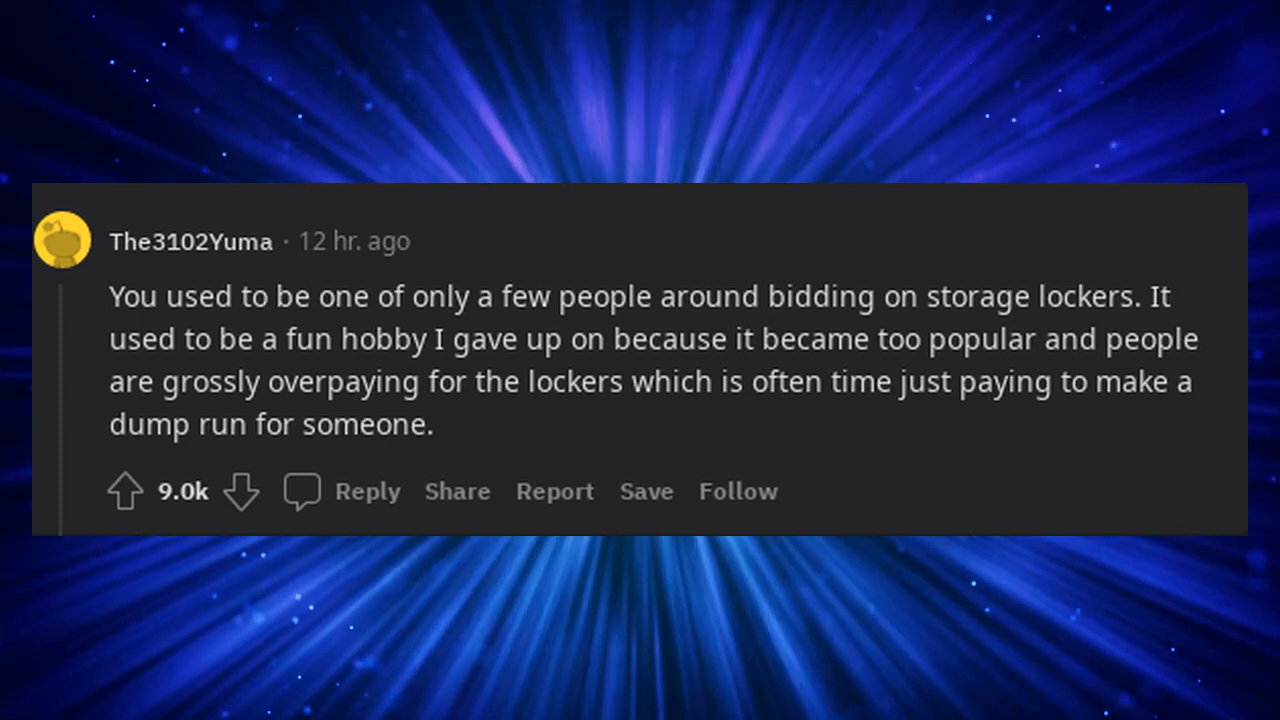 The3102Yuma · 12 hr. ago
You used to be one of only a few people around bidding on storage lockers. It
used to be a fun hobby I gave up on because it became too popular and people
are grossly overpaying for the lockers which is often time just paying to make a
dump run for someone.
9.0k Reply Share Report Save Follow